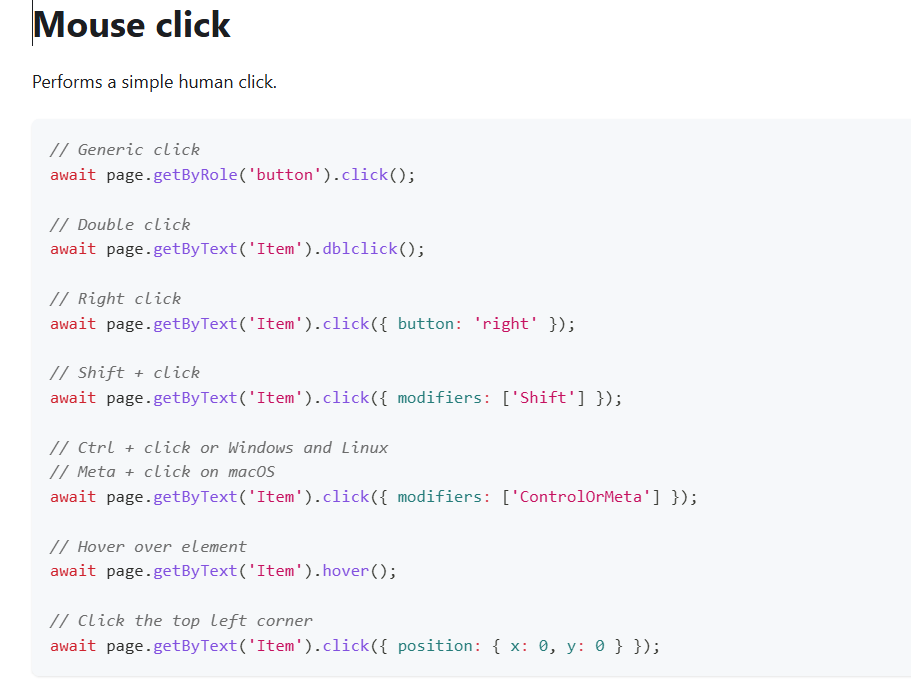 Mouse click
Performs a simple human click.
// Generic click
await page.getByRole('button').click();
// Double click
await page.getByText('Item').dblclick();
// Right click
await page.getByText('Item').click({ button: 'right' });
// Shift + click
await page.getByText('Item').click({ modifiers: ['Shift'] });
// Ctrl + click or Windows and Linux
// Meta + click on macOS
await page.getByText('Item').click({ modifiers: ['ControlOrMeta'] });
// Hover over element
await page.getByText('Item').hover();
// Click the top left corner
await page.getByText('Item').click({ position: { x: 0, y: 0 } });